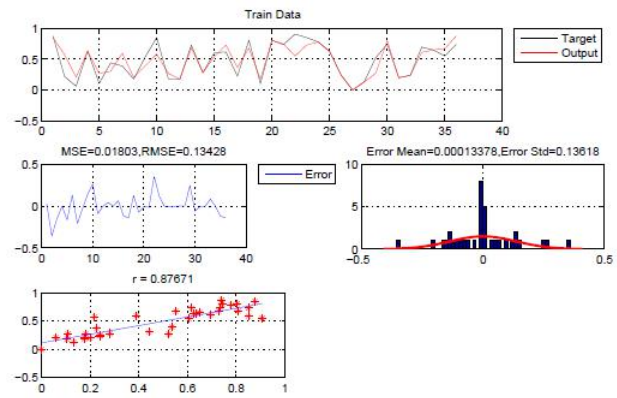 Train Data
1
0.5
0
−0.5
0 5 10 15 20 25 30 35 40
Target
Output
MSE=0.01803,RMSE=0.13428
0.5
0
−0.5
0 10 20 30 40
Error
Error Mean=0.00013378,Error Std=0.13618
10
5
0
−0.5 0 0.5
r = 0.87671
1
0.5
0
−0.5
0 0.2 0.4 0.6 0.8 1